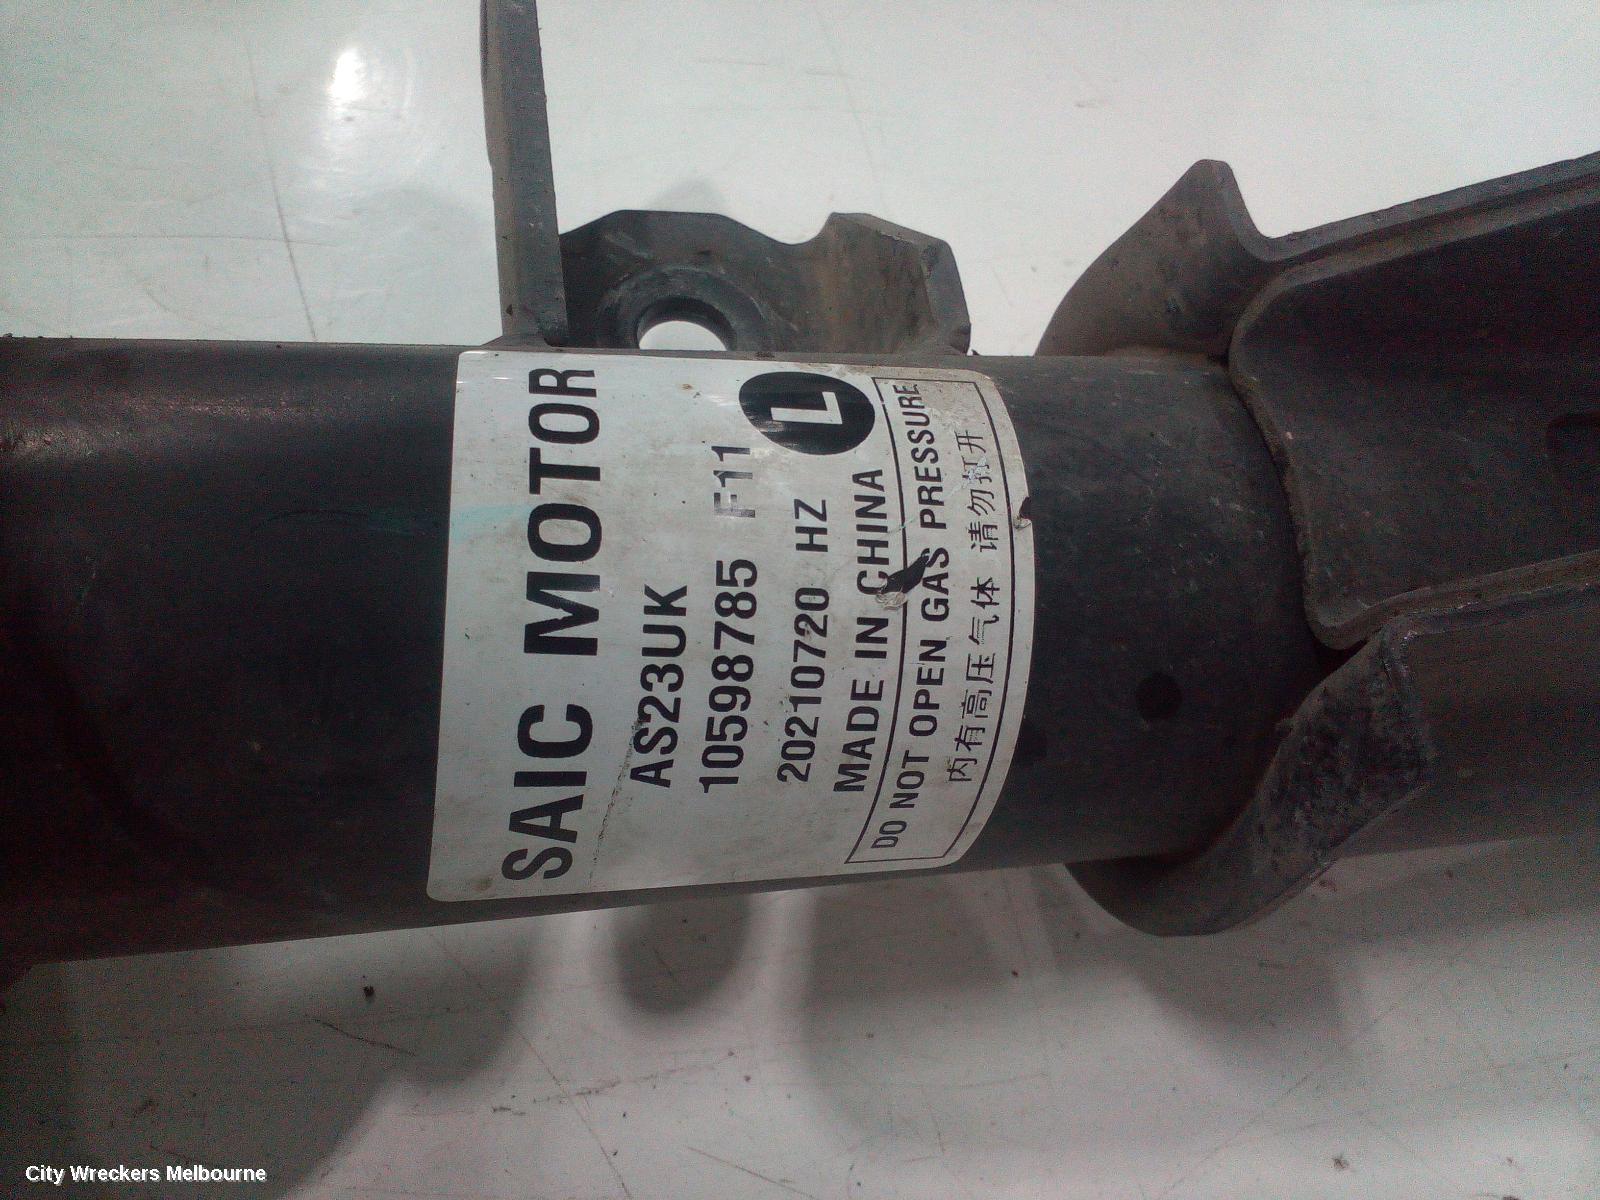 SAIC MOTOR
AS23UK
10598785 F11
20210720 HZ
L
MADE IN CHINA
DO NOT OPEN GAS PRESSURE
内有高压气体 请勿打开
City Wreckers Melbourne